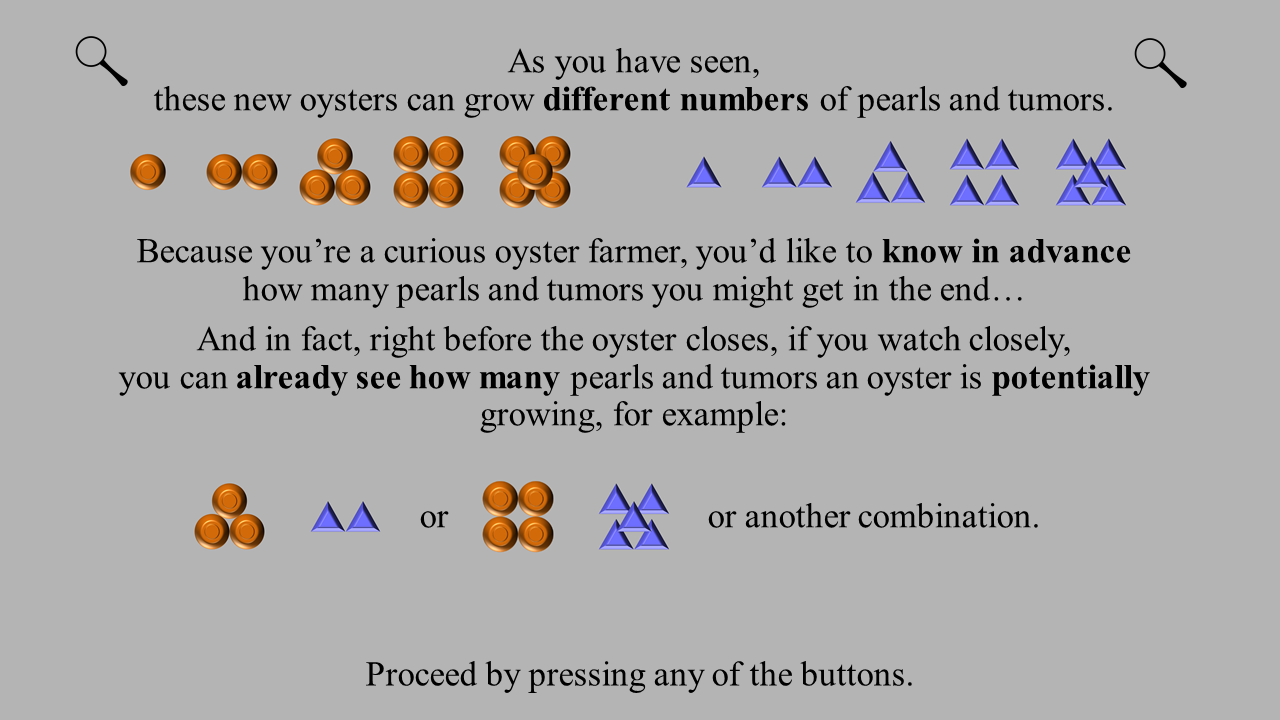 As you have seen,
these new oysters can grow different numbers of pearls and tumors.
Because you’re a curious oyster farmer, you’d like to know in advance
how many pearls and tumors you might get in the end…
And in fact, right before the oyster closes, if you watch closely,
you can already see how many pearls and tumors an oyster is potentially
growing, for example:
or or another combination.
Proceed by pressing any of the buttons.